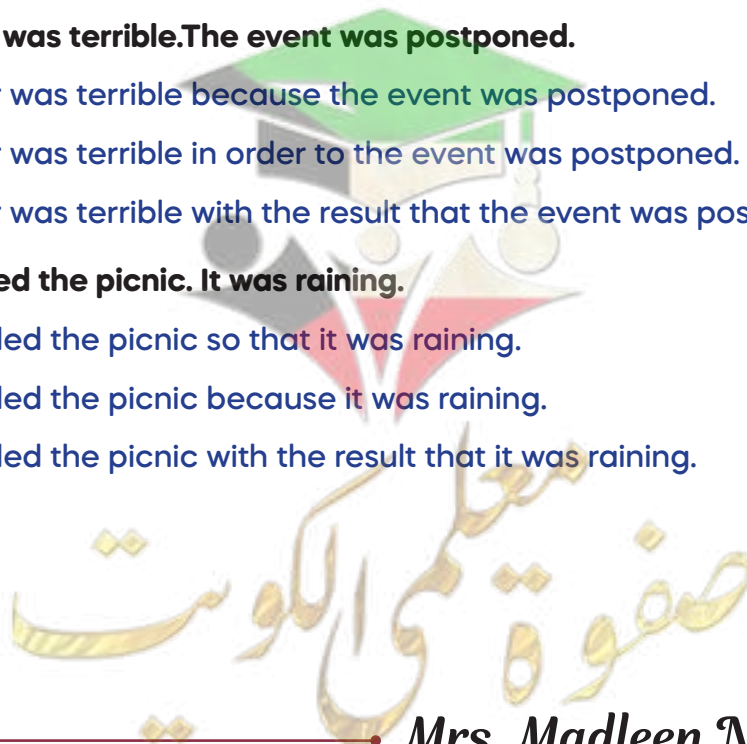 was terrible.The event was postponed.
was terrible because the event was postponed.
was terrible in order to the event was postponed.
was terrible with the result that the event was pos
ed the picnic. It was raining.
led the picnic so that it was raining.
led the picnic because it was raining.
led the picnic with the result that it was raining.
صفوة معلمى الكويت
Mrs. Madleen N